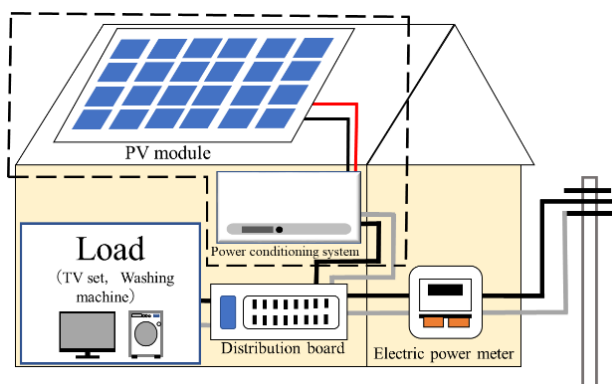 PV module
Power conditioning system
Load
(TV set, Washing
machine)
Distribution board
Electric power meter